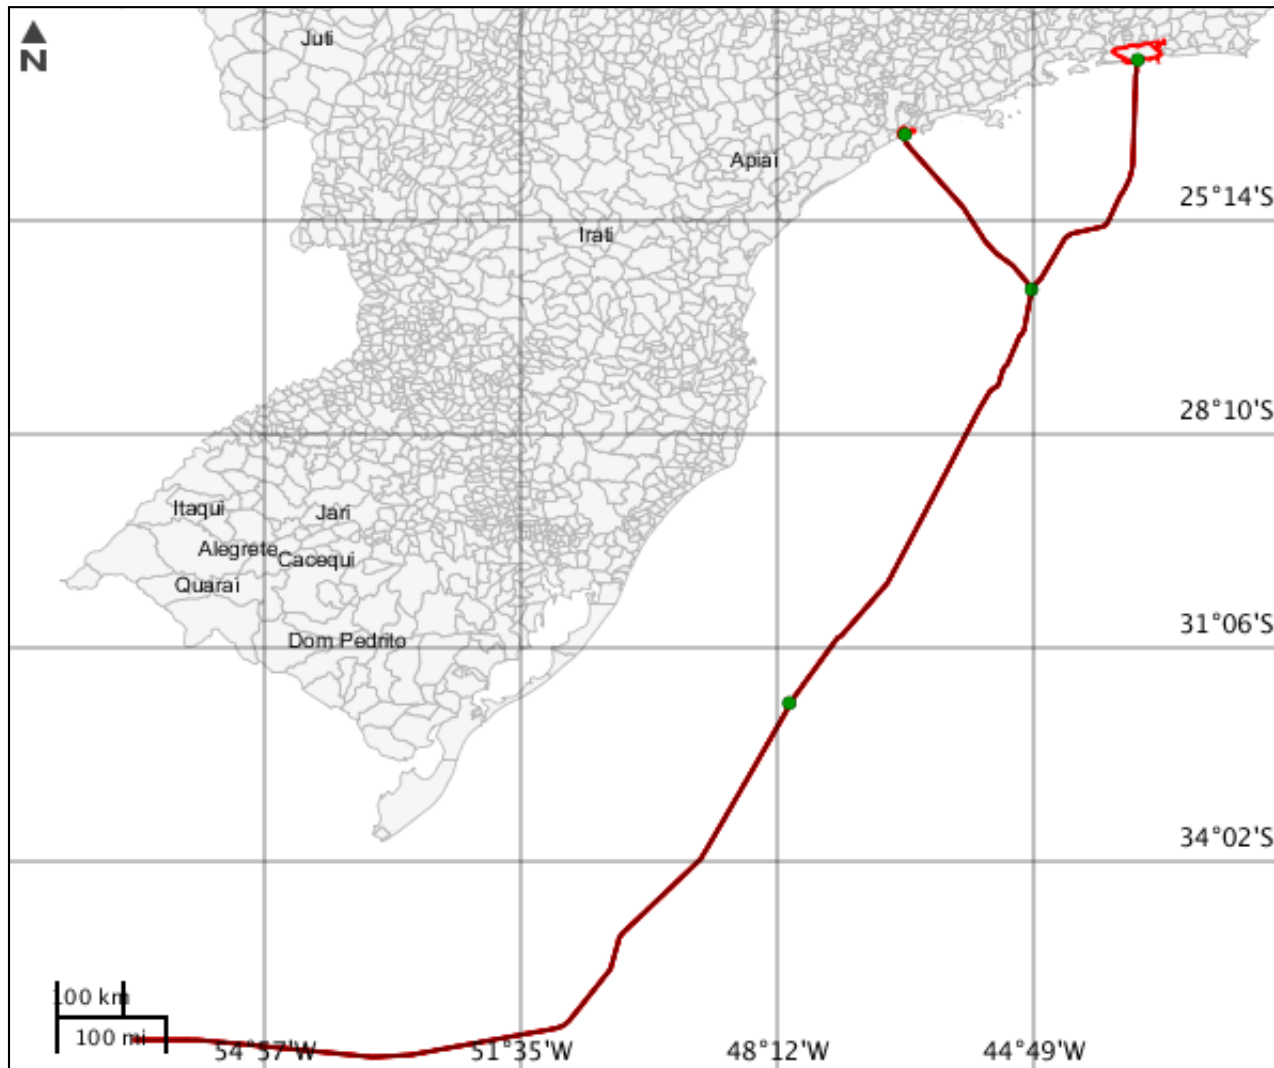 N
Juti
Apiaí
25°14'S
Irati
28°10'S
Itaqui
Jari
Alegrete
Cacequi
Quaraí
31°06'S
Dom Pedrito
34°02'S
100 km
100 mi
54°57'W
51°35'W
48°12'W
44°49'W